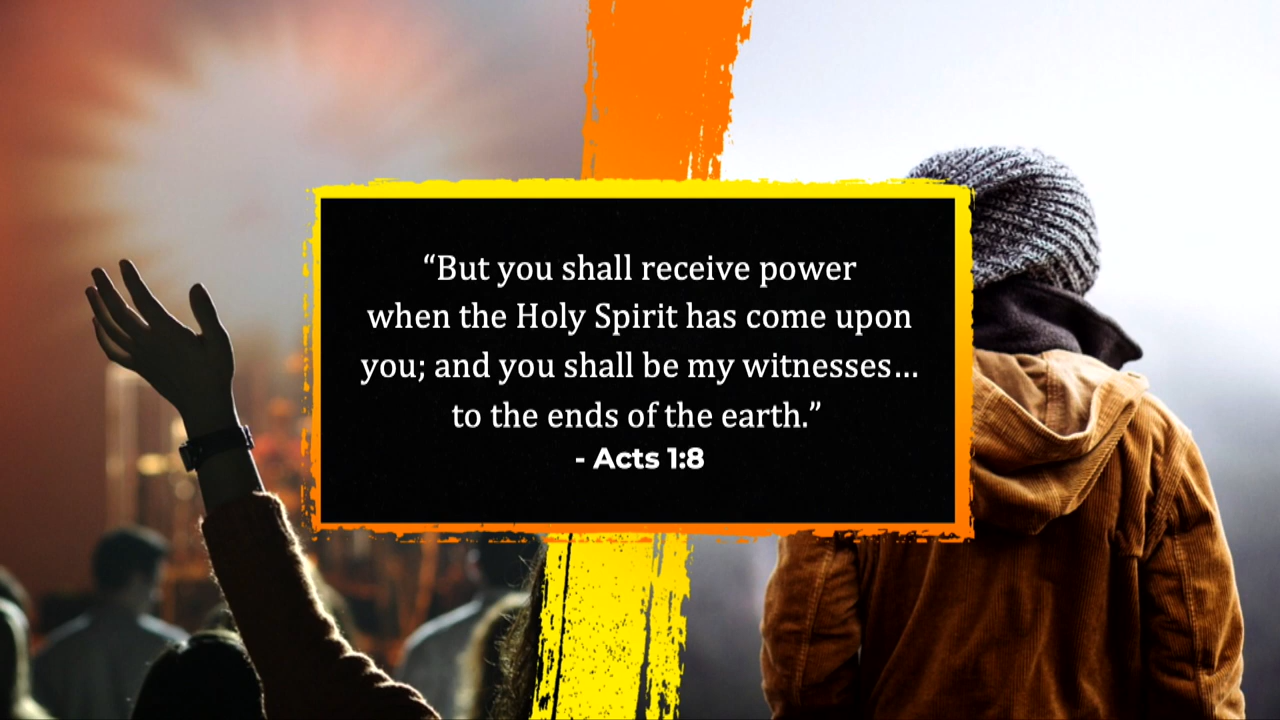 “But you shall receive power
when the Holy Spirit has come upon
you; and you shall be my witnesses...
to the ends of the earth.”
- Acts 1:8